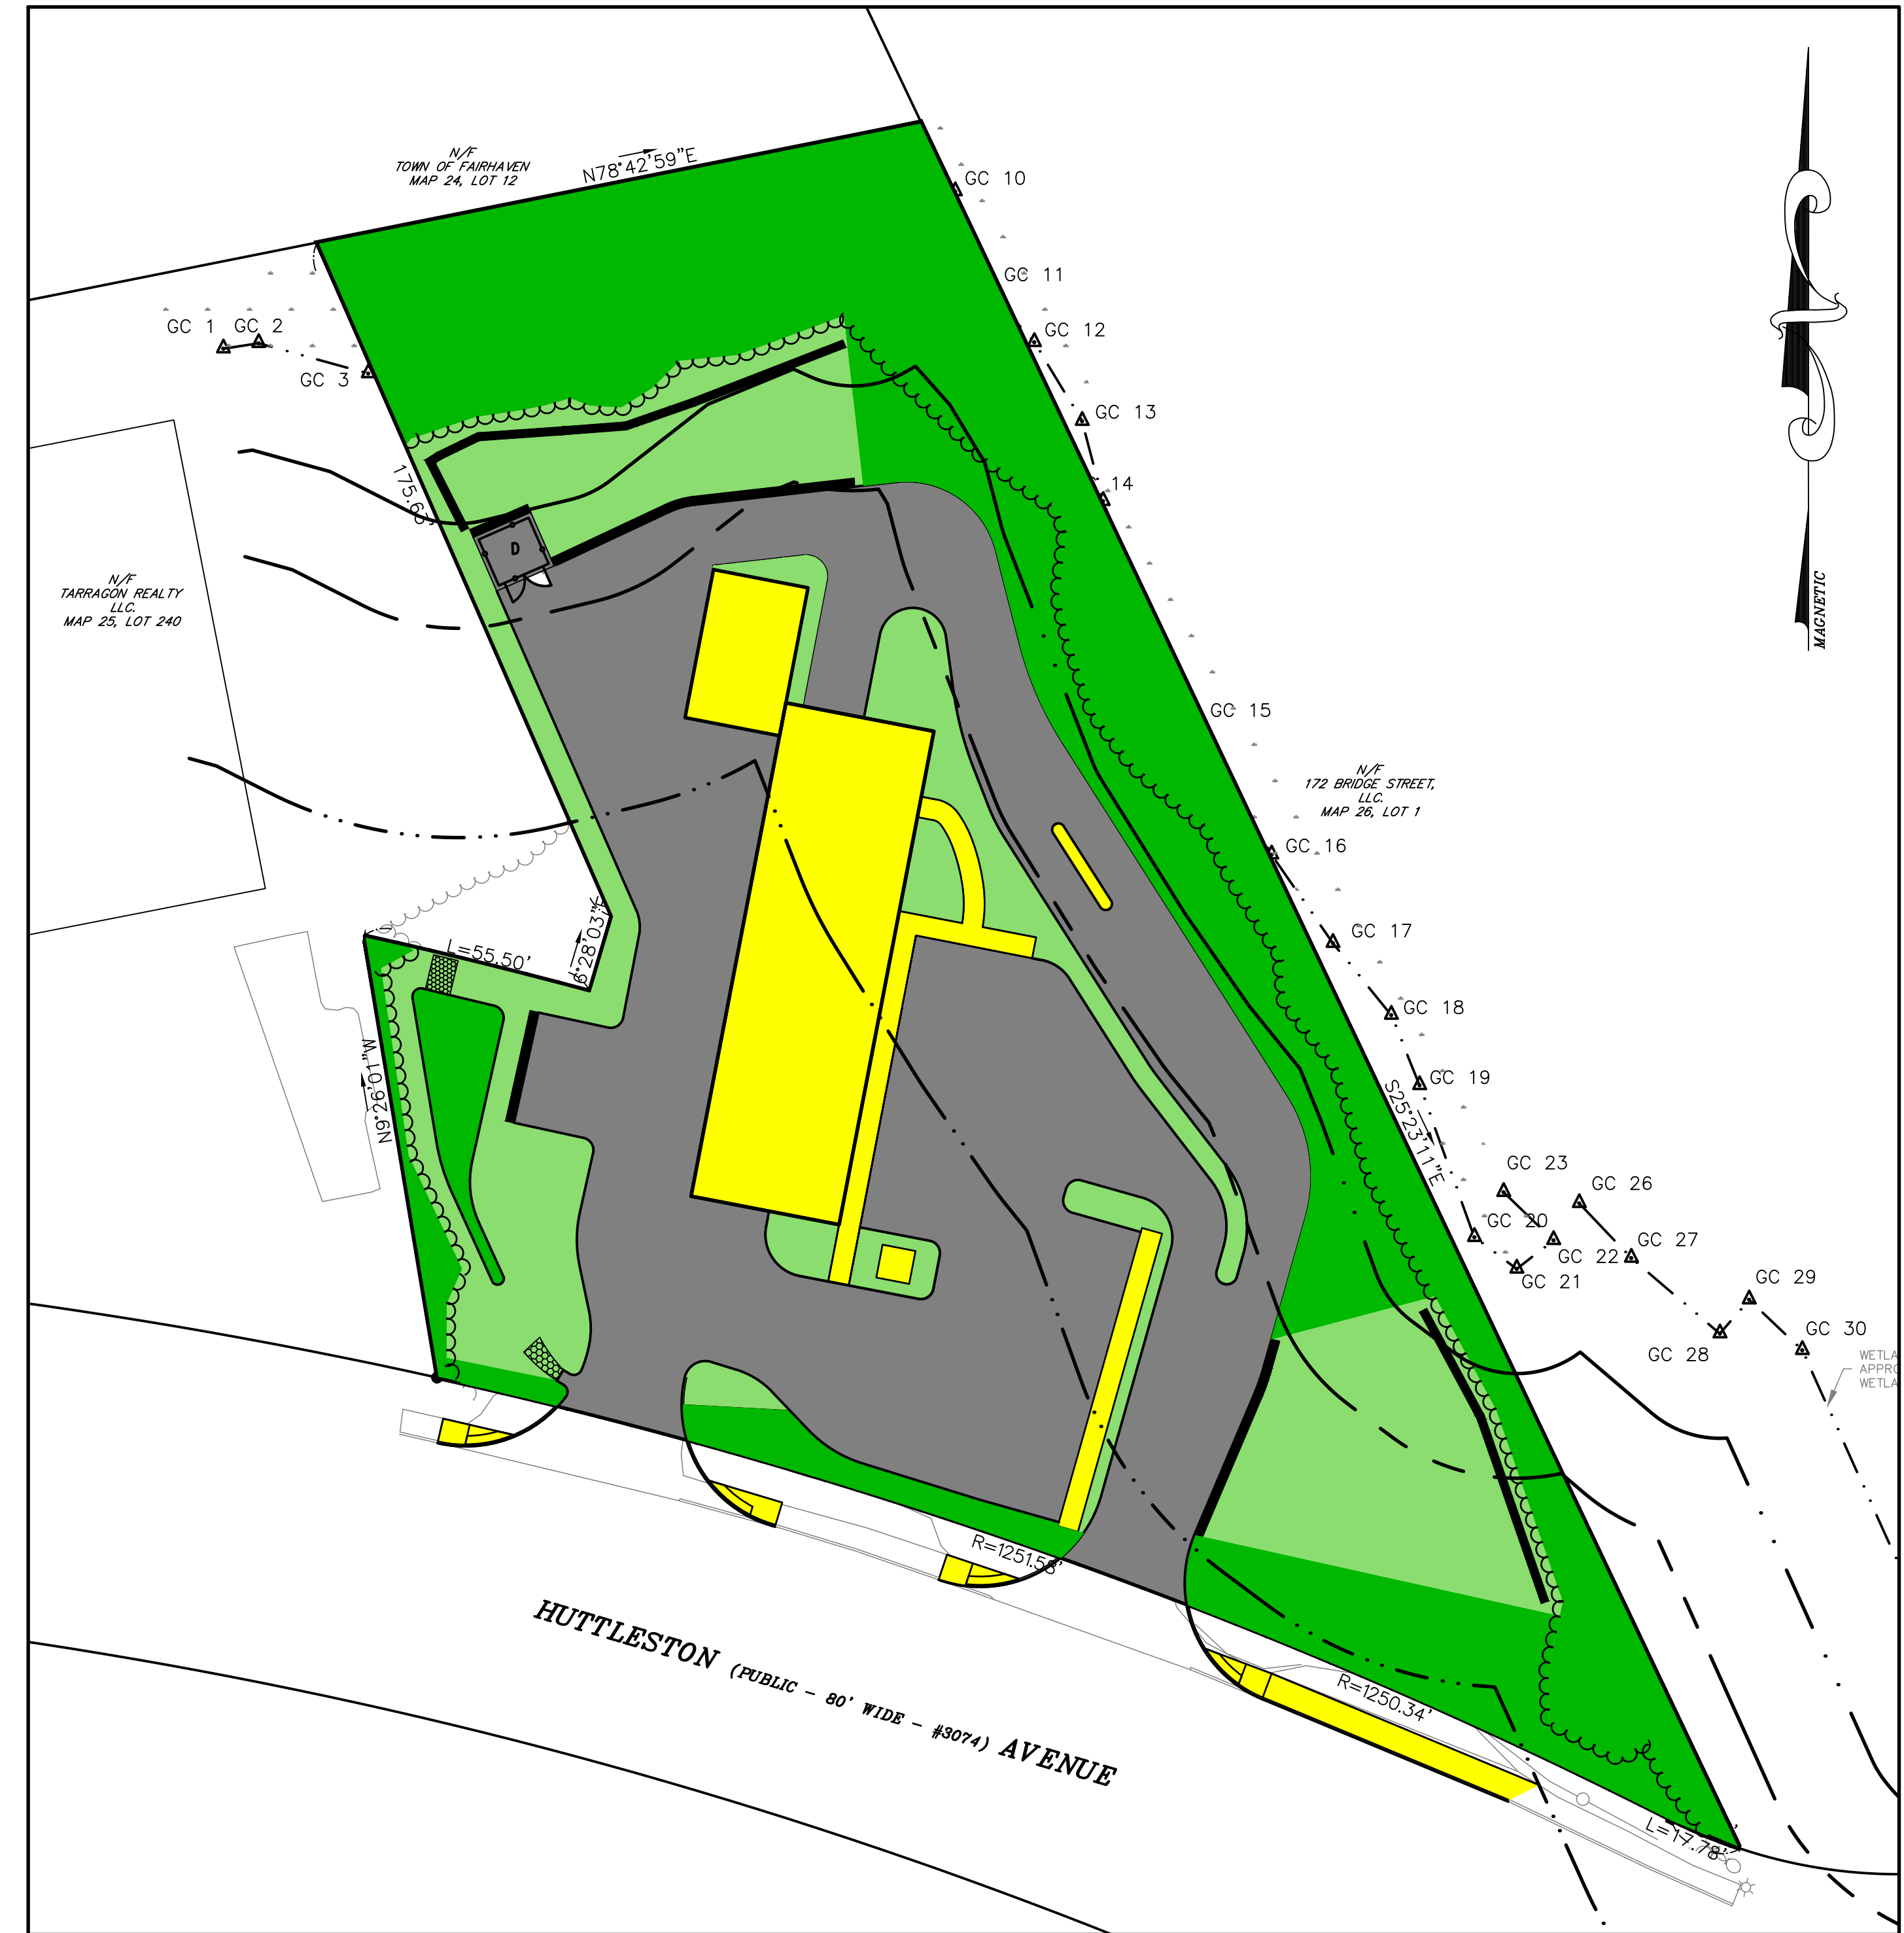 N/F
TOWN OF FAIRHAVEN
MAP 24, LOT 12
N78°42'59"E
GC 10
GC 11
GC 1
GC 2
GC 3
GC 12
GC 13
14
175.63'
D
N/F
TARRAGON REALTY
LLC.
MAP 25, LOT 240
MAGNETIC
GC 15
N/F
172 BRIDGE STREET,
LLC.
MAP 26, LOT 1
GC 16
GC 17
L=55.50'
6°28'03"E
GC 18
N9°26'01"W
GC 19
S25°23'11"E
GC 23
GC 26
GC 20
GC 22
GC 27
GC 21
GC 29
GC 28
GC 30
WETLA
APPRO
WETLA
R=1251.58'
HUTTLESTON (PUBLIC - 80' WIDE - #3074) AVENUE
R=1250.34'
L=17.78'